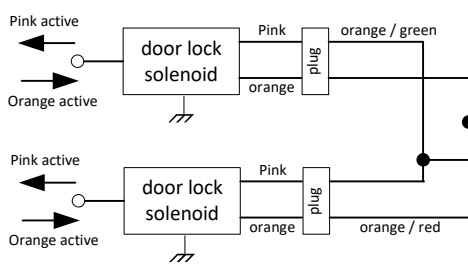 Pink active
Orange active
door lock
solenoid
Pink
orange
plug
orange / green
Pink active
Orange active
door lock
solenoid
Pink
orange
plug
orange / red